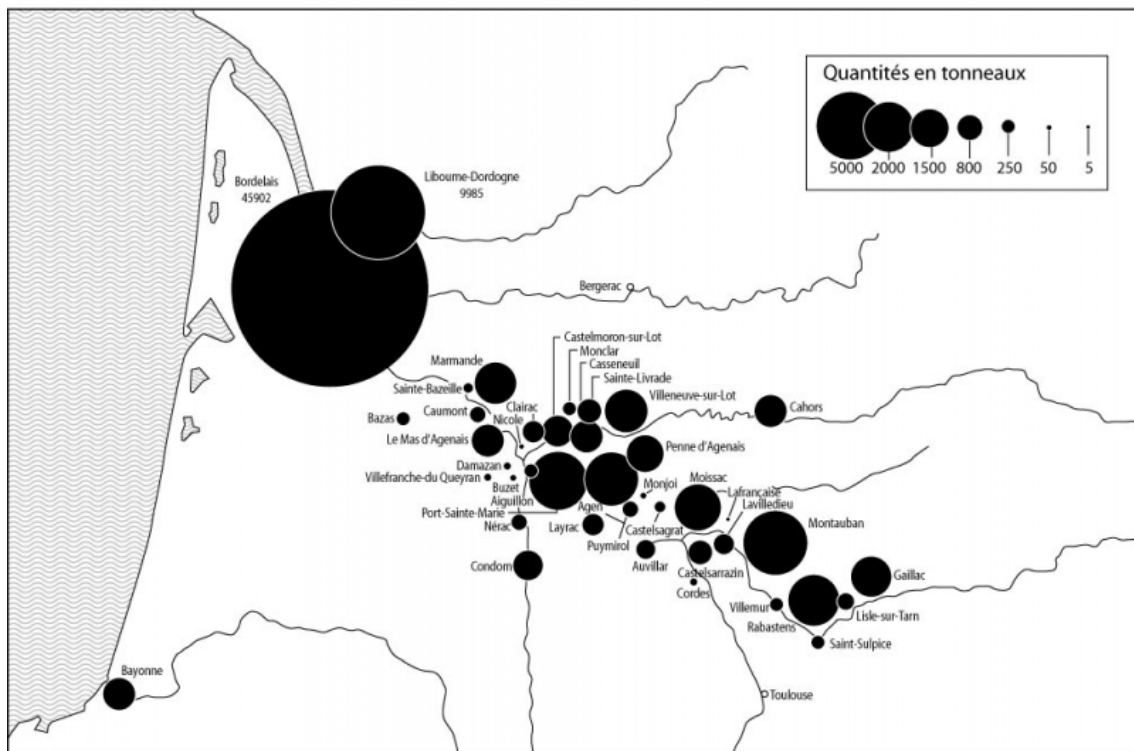 Quantités en tonneaux
5000 2000 1500 800 250 50 5
Libourne-Dordogne
9985
Bordelais
45902
Bergerac
Castelmoron-sur-Lot
Monclar
Casseneuil
Sainte-Livrade
Marmande
Sainte-Bazeille
Villeneuve-sur-Lot
Clairac
Nicole
Cahors
Bazas
Caumont
Le Mas d'Agenais
Penne d'Agenais
Damazan
Villefranche-du Queyran
Buzet
Aiguillon
Port-Sainte-Marie
Agen
Monjoi
Moissac
Lafrançaise
Lavilledieu
Nérac
Layrac
Puymirol
Castelsagrat
Montauban
Auvillar
Condom
Castelsarrazin
Cordes
Gaillac
Villemur
Rabastens
Lisle-sur-Tarn
Saint-Sulpice
Bayonne
Toulouse